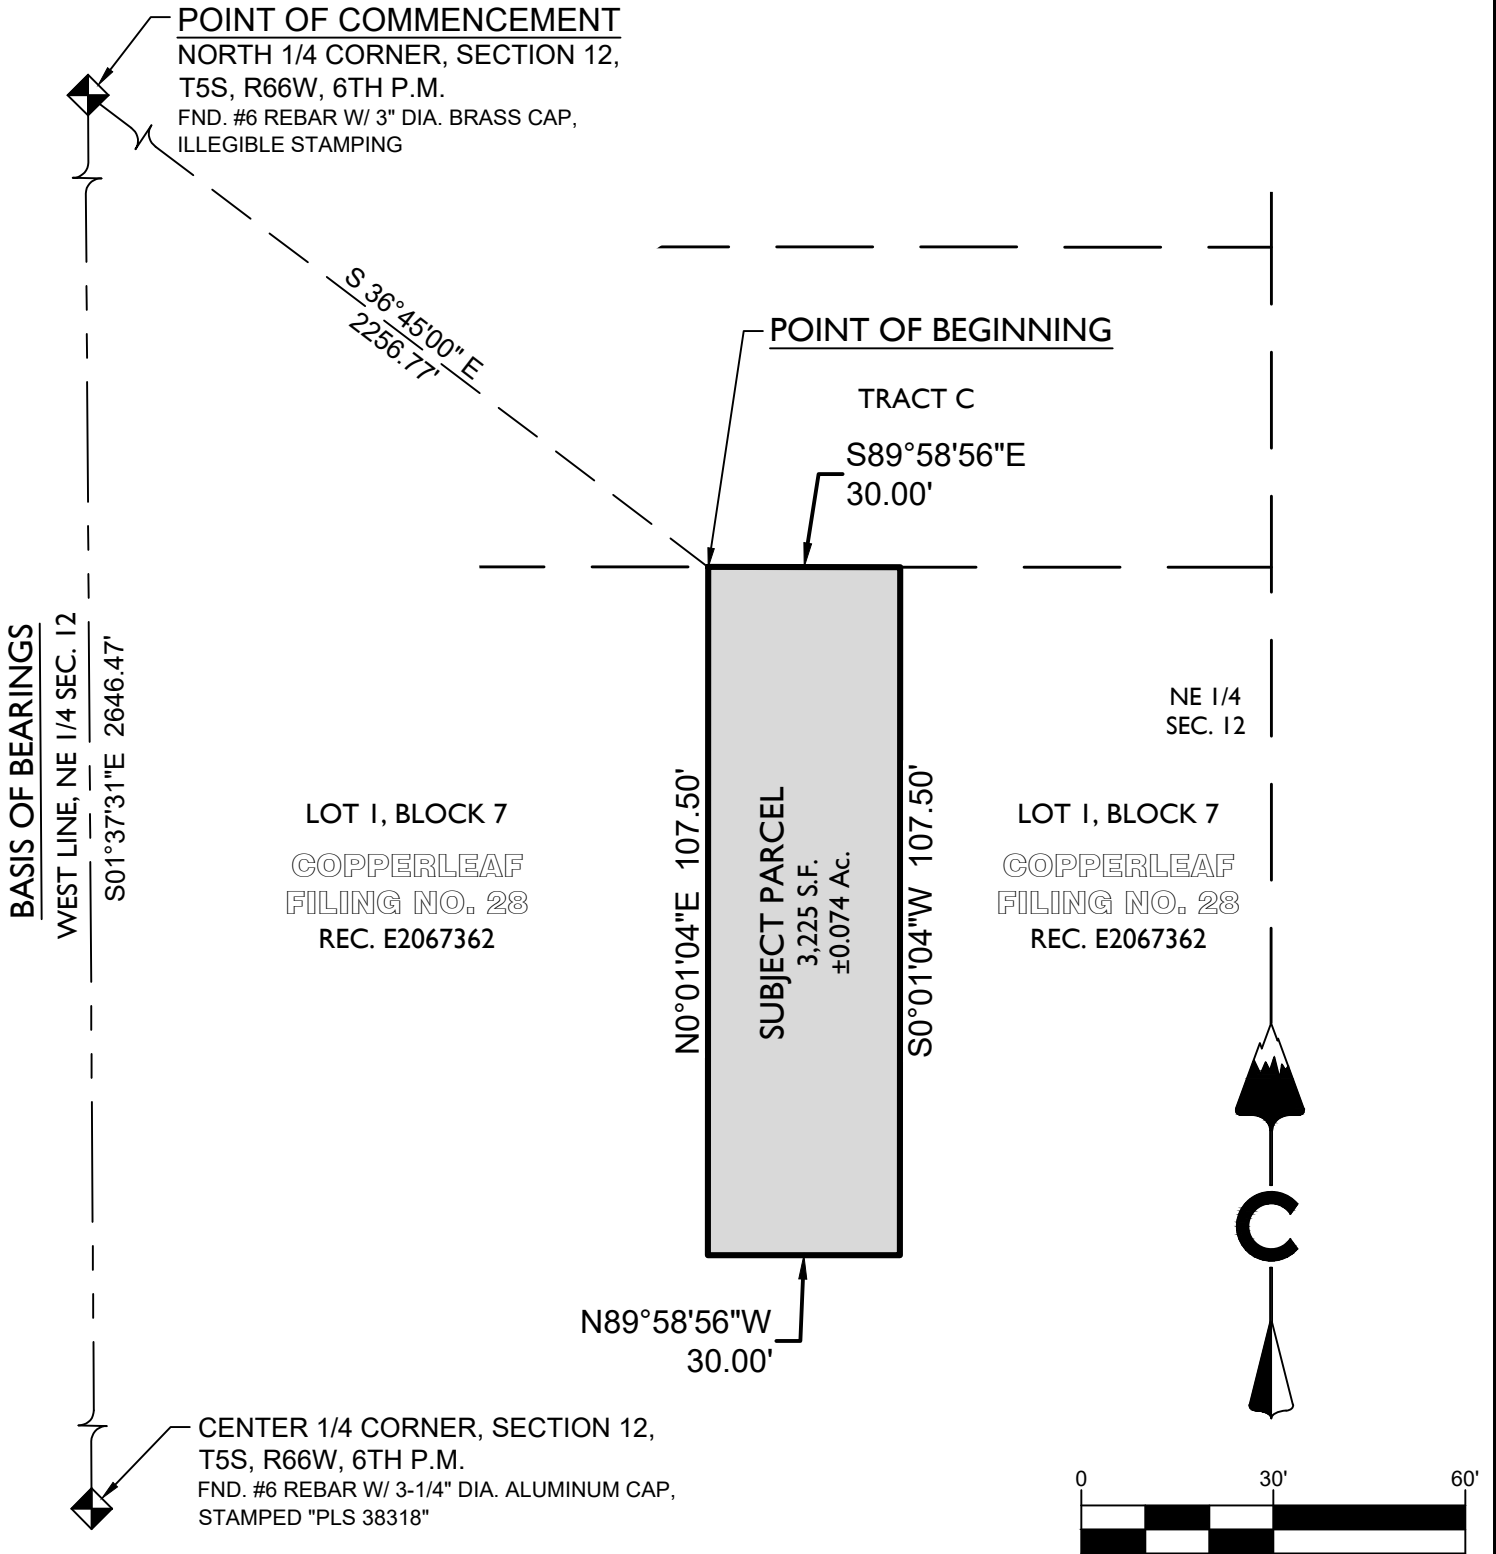 POINT OF COMMENCEMENT
NORTH 1/4 CORNER, SECTION 12,
T5S, R66W, 6TH P.M.
FND. #6 REBAR W/ 3" DIA. BRASS CAP,
ILLEGIBLE STAMPING
S 36°45'00" E
2256.77'
POINT OF BEGINNING
TRACT C
S89°58'56"E
30.00'
BASIS OF BEARINGS
WEST LINE, NE 1/4 SEC. 12
S01°37'31"E 2646.47'
NE 1/4
SEC. 12
LOT 1, BLOCK 7
COPPERLEAF
FILING NO. 28
REC. E2067362
N0°01'04"E 107.50'
SUBJECT PARCEL
3,225 S.F.
±0.074 Ac.
S0°01'04"W 107.50'
LOT 1, BLOCK 7
COPPERLEAF
FILING NO. 28
REC. E2067362
C
N89°58'56"W
30.00'
CENTER 1/4 CORNER, SECTION 12,
T5S, R66W, 6TH P.M.
FND. #6 REBAR W/ 3-1/4" DIA. ALUMINUM CAP,
STAMPED "PLS 38318"
0 30' 60'